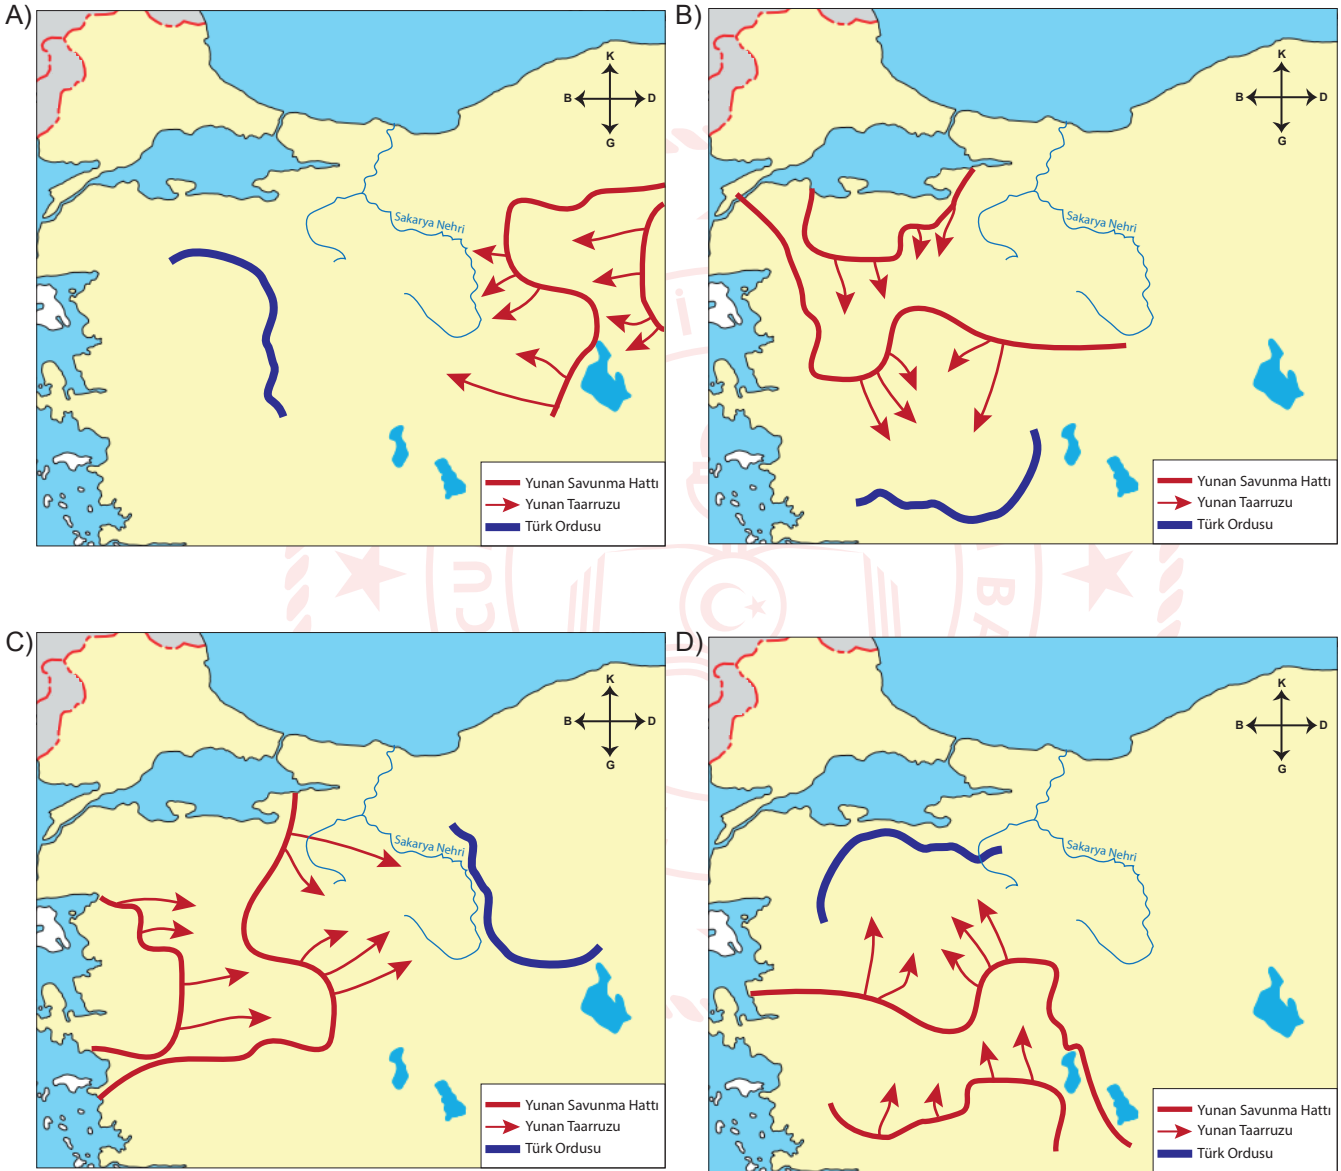 A)
K
B D
G
Sakarya Nehri
Yunan Savunma Hattı
Yunan Taarruzu
Türk Ordusu
B)
K
B D
G
Sakarya Nehri
Yunan Savunma Hattı
Yunan Taarruzu
Türk Ordusu
C)
K
B D
G
Sakarya Nehri
Yunan Savunma Hattı
Yunan Taarruzu
Türk Ordusu
D)
K
B D
G
Sakarya Nehri
Yunan Savunma Hattı
Yunan Taarruzu
Türk Ordusu